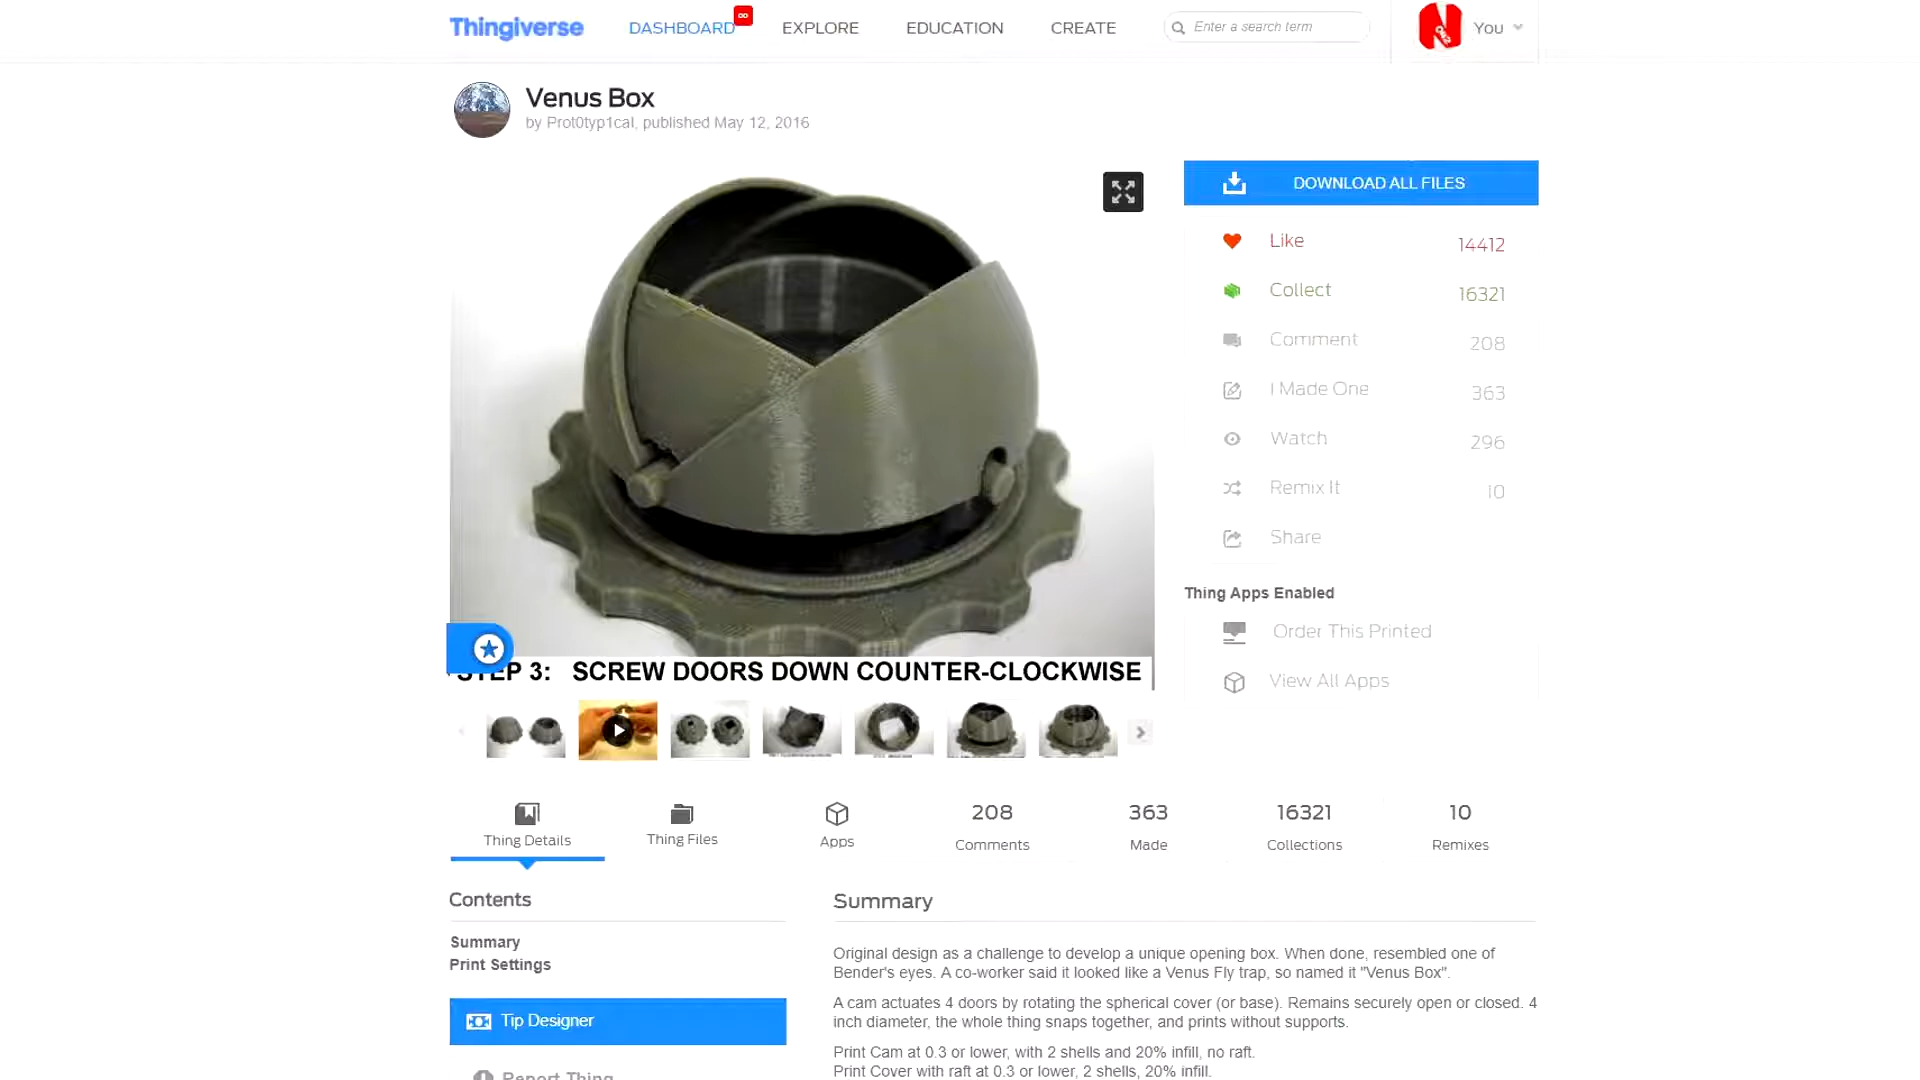 Thingiverse
DASHBOARD
EXPLORE
EDUCATION
CREATE
Enter a search term
You
Venus Box
by Prot0typ1cal, published May 12, 2016
DOWNLOAD ALL FILES
Like 14412
Collect 16321
Comment 208
I Made One 363
Watch 296
Remix It 10
Share
Thing Apps Enabled
Order This Printed
View All Apps
STEP 3: SCREW DOORS DOWN COUNTER-CLOCKWISE
Thing Details
Thing Files
Apps
208 Comments
363 Made
16321 Collections
10 Remixes
Contents
Summary
Print Settings
Tip Designer
Report Thing
Summary
Original design as a challenge to develop a unique opening box. When done, resembled one of
Bender's eyes. A co-worker said it looked like a Venus Fly trap, so named it "Venus Box".
A cam actuates 4 doors by rotating the spherical cover (or base). Remains securely open or closed. 4
inch diameter, the whole thing snaps together, and prints without supports.
Print Cam at 0.3 or lower, with 2 shells and 20% infill, no raft.
Print Cover with raft at 0.3 or lower, 2 shells, 20% infill.